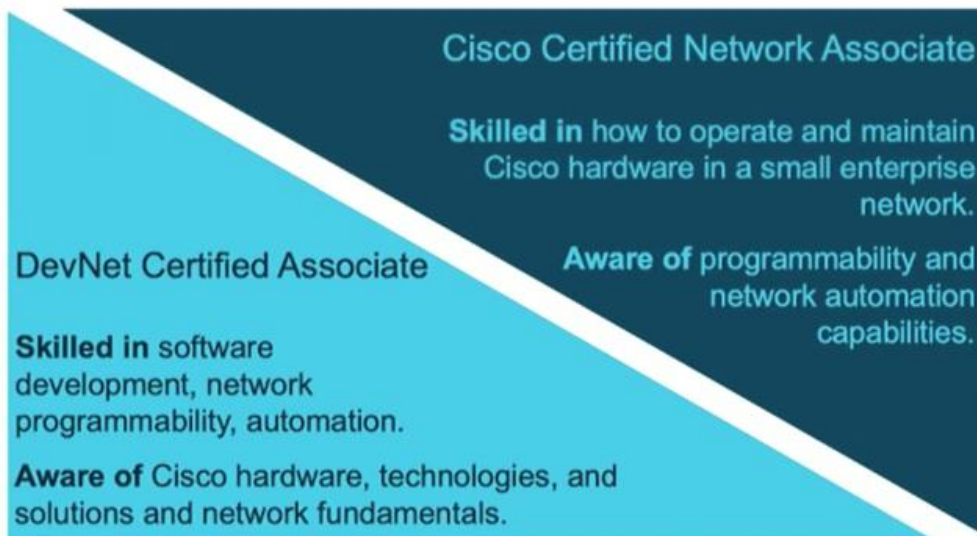 Cisco Certified Network Associate
Skilled in how to operate and maintain
Cisco hardware in a small enterprise
network.
Aware of programmability and
network automation
capabilities.
DevNet Certified Associate
Skilled in software
development, network
programmability, automation.
Aware of Cisco hardware, technologies, and
solutions and network fundamentals.